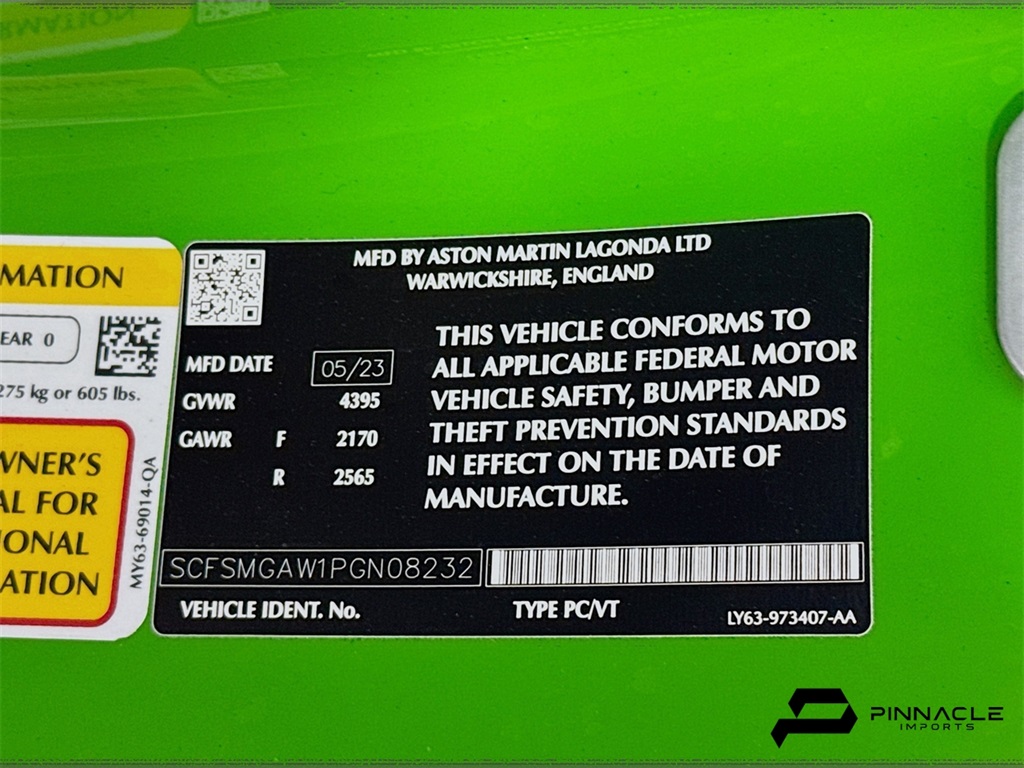 MATION
EAR 0
275 kg or 605 lbs.
WNER'S
AL FOR
IONAL
ATION
MY63-69014-QA
MFD BY ASTON MARTIN LAGONDA LTD
WARWICKSHIRE, ENGLAND
MFD DATE 05/23
GVWR 4395
GAWR F 2170
R 2565
THIS VEHICLE CONFORMS TO
ALL APPLICABLE FEDERAL MOTOR
VEHICLE SAFETY, BUMPER AND
THEFT PREVENTION STANDARDS
IN EFFECT ON THE DATE OF
MANUFACTURE.
SCFSMGAW1PGN08232
VEHICLE IDENT. No. TYPE PC/VT LY63-973407-AA
PINNACLE
IMPORTS